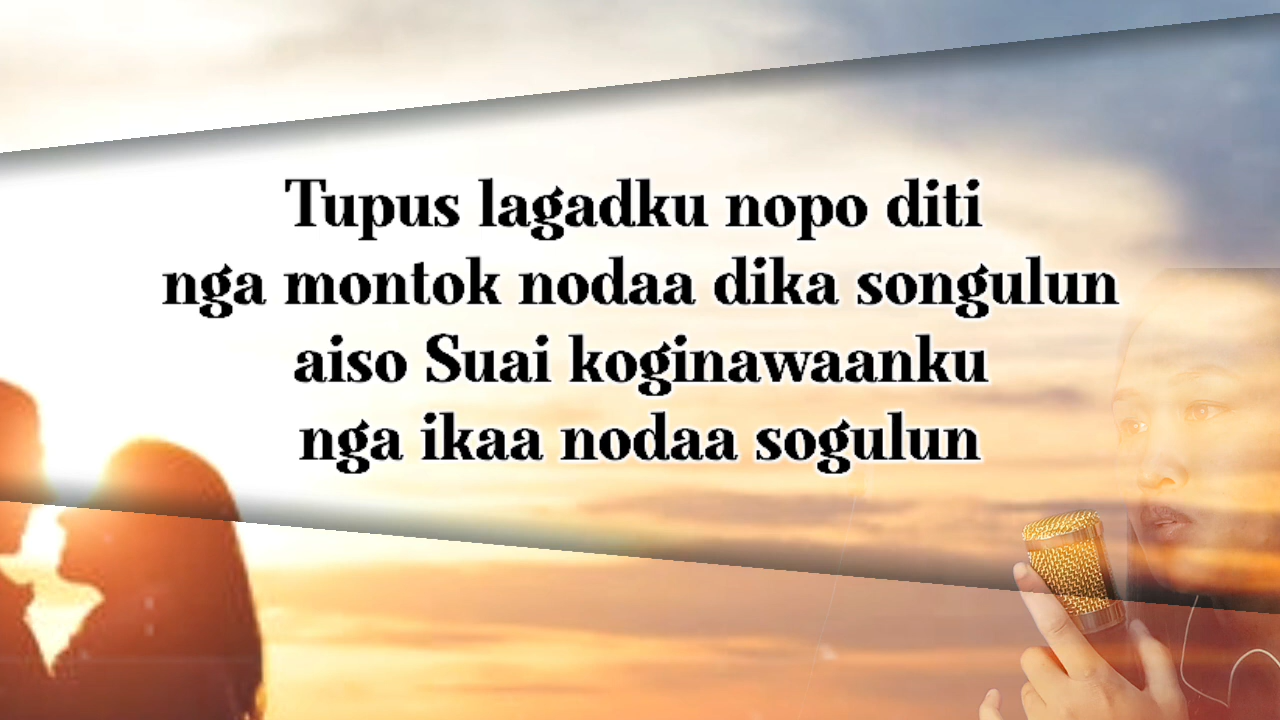 Tupus lagadku nopo diti
nga montok nodaa dika songulun
aiso Suai koginawaanku
nga ikaa nodaa sogulun